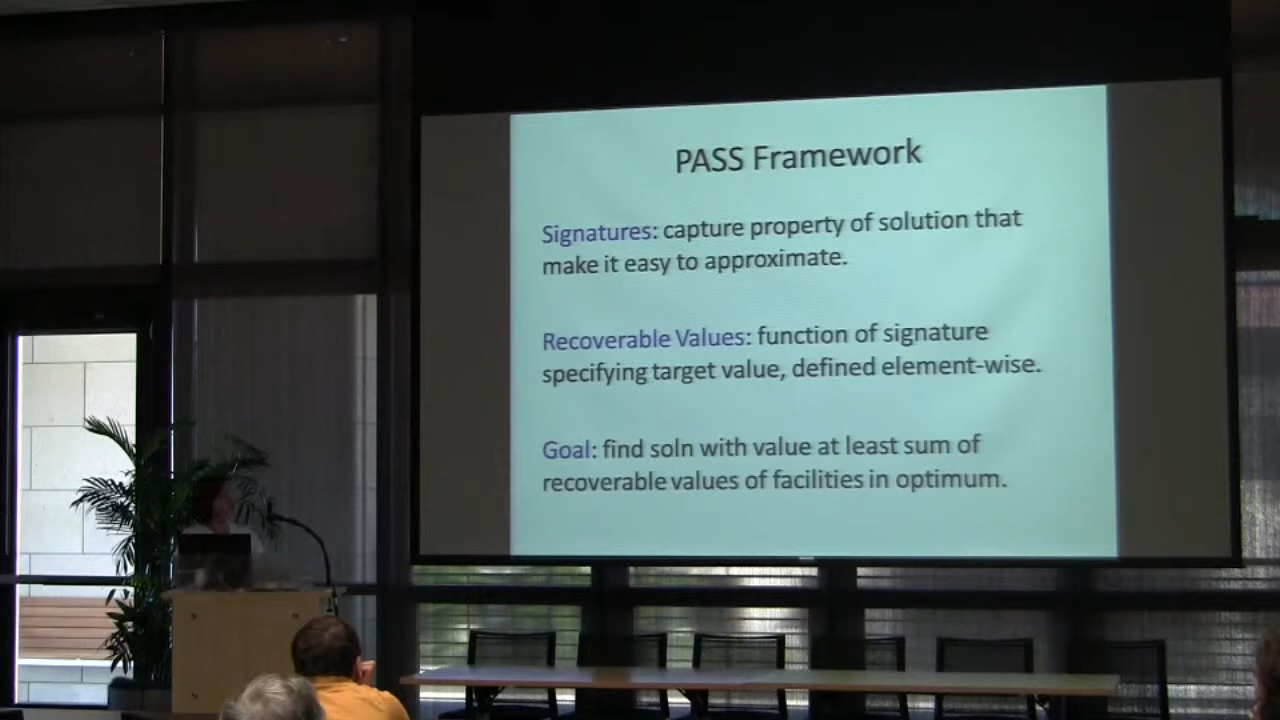 PASS Framework
Signatures: capture property of solution that
make it easy to approximate.
Recoverable Values: function of signature
specifying target value, defined element-wise.
Goal: find soln with value at least sum of
recoverable values of facilities in optimum.